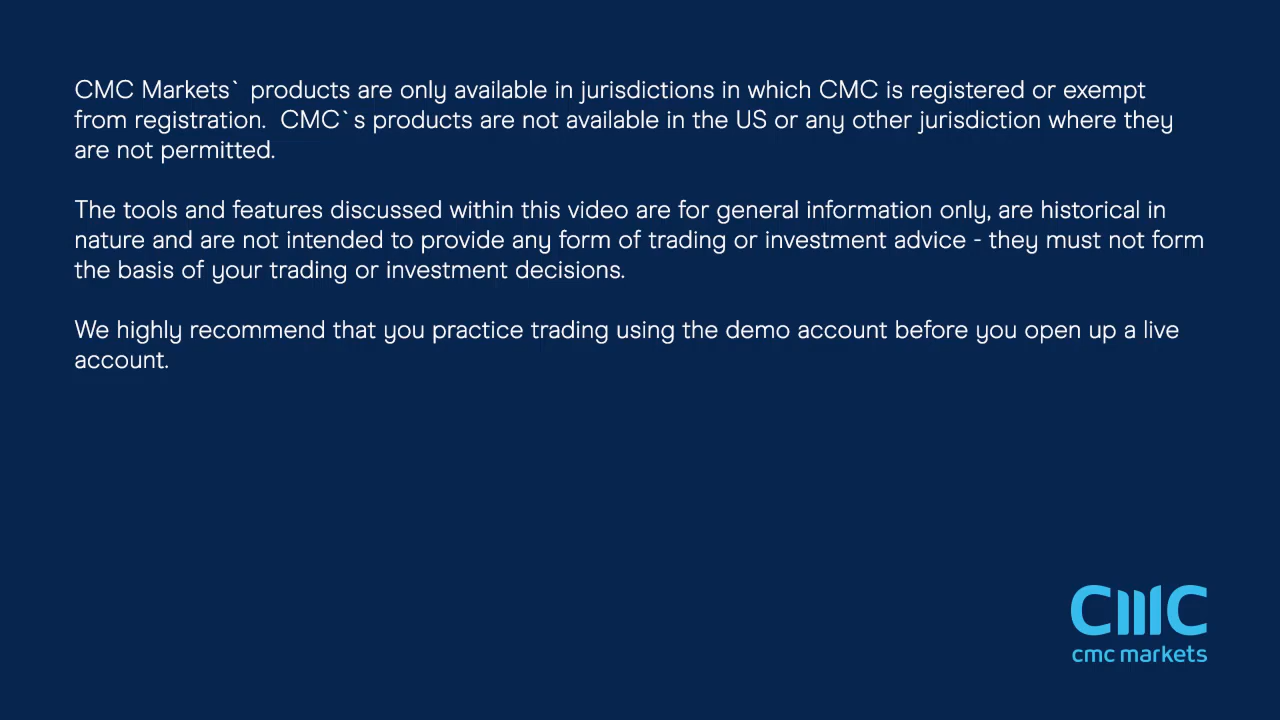 CMC Markets` products are only available in jurisdictions in which CMC is registered or exempt
from registration.  CMC`s products are not available in the US or any other jurisdiction where they
are not permitted.
The tools and features discussed within this video are for general information only, are historical in
nature and are not intended to provide any form of trading or investment advice - they must not form
the basis of your trading or investment decisions.
We highly recommend that you practice trading using the demo account before you open up a live
account.
CMC
cmc markets